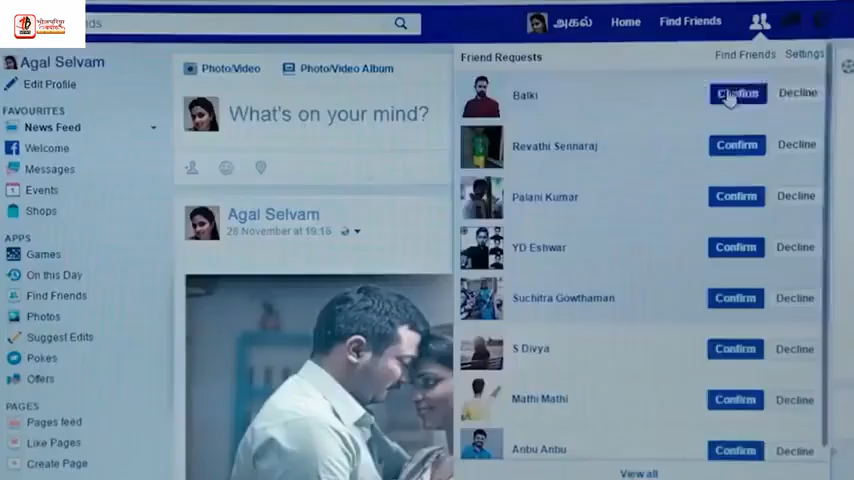 nds
அகல்
Home
Find Friends
Agal Selvam
Edit Profile
FAVOURITES
News Feed
Welcome
Messages
Events
Shops
APPS
Games
On this Day
Find Friends
Photos
Suggest Edits
Pokes
Offers
PAGES
Pages feed
Like Pages
Create Page
Photo/Video
Photo/Video Album
What's on your mind?
Agal Selvam
28 November at 19:16
Friend Requests
Find Friends
Settings
Balki
Confirm
Decline
Revathi Sennaraj
Confirm
Decline
Palani Kumar
Confirm
Decline
YD Eshwar
Confirm
Decline
Suchitra Gowthaman
Confirm
Decline
S Divya
Confirm
Decline
Mathi Mathi
Confirm
Decline
Anbu Anbu
Confirm
Decline
View all